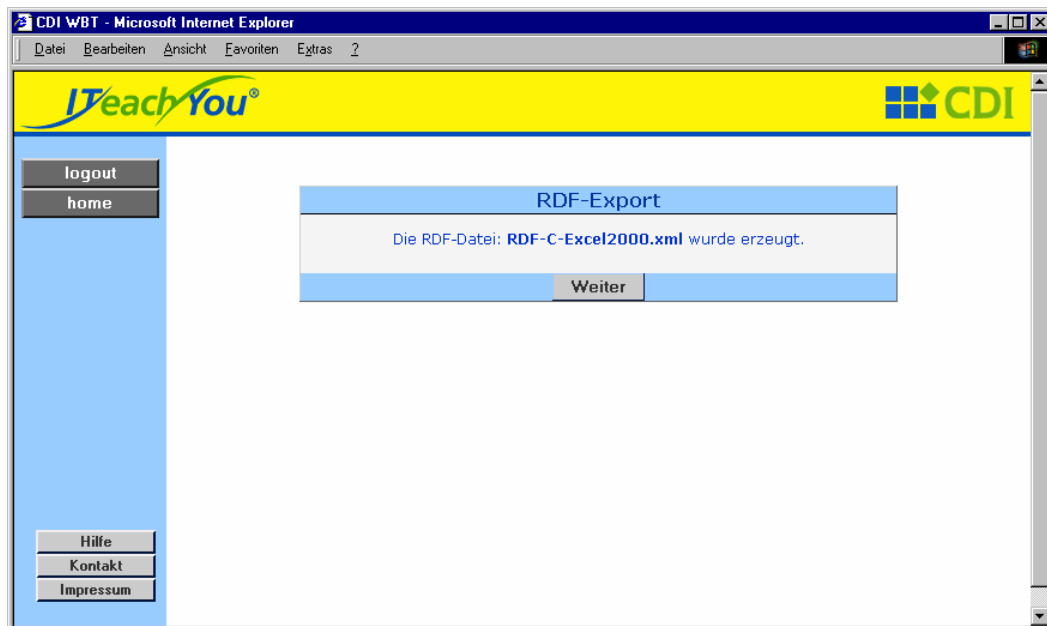 CDI WBT - Microsoft Internet Explorer
Datei Bearbeiten Ansicht Favoriten Extras ?
ITeachYou®
CDI
logout
home
RDF-Export
Die RDF-Datei: RDF-C-Excel2000.xml wurde erzeugt.
Weiter
Hilfe
Kontakt
Impressum